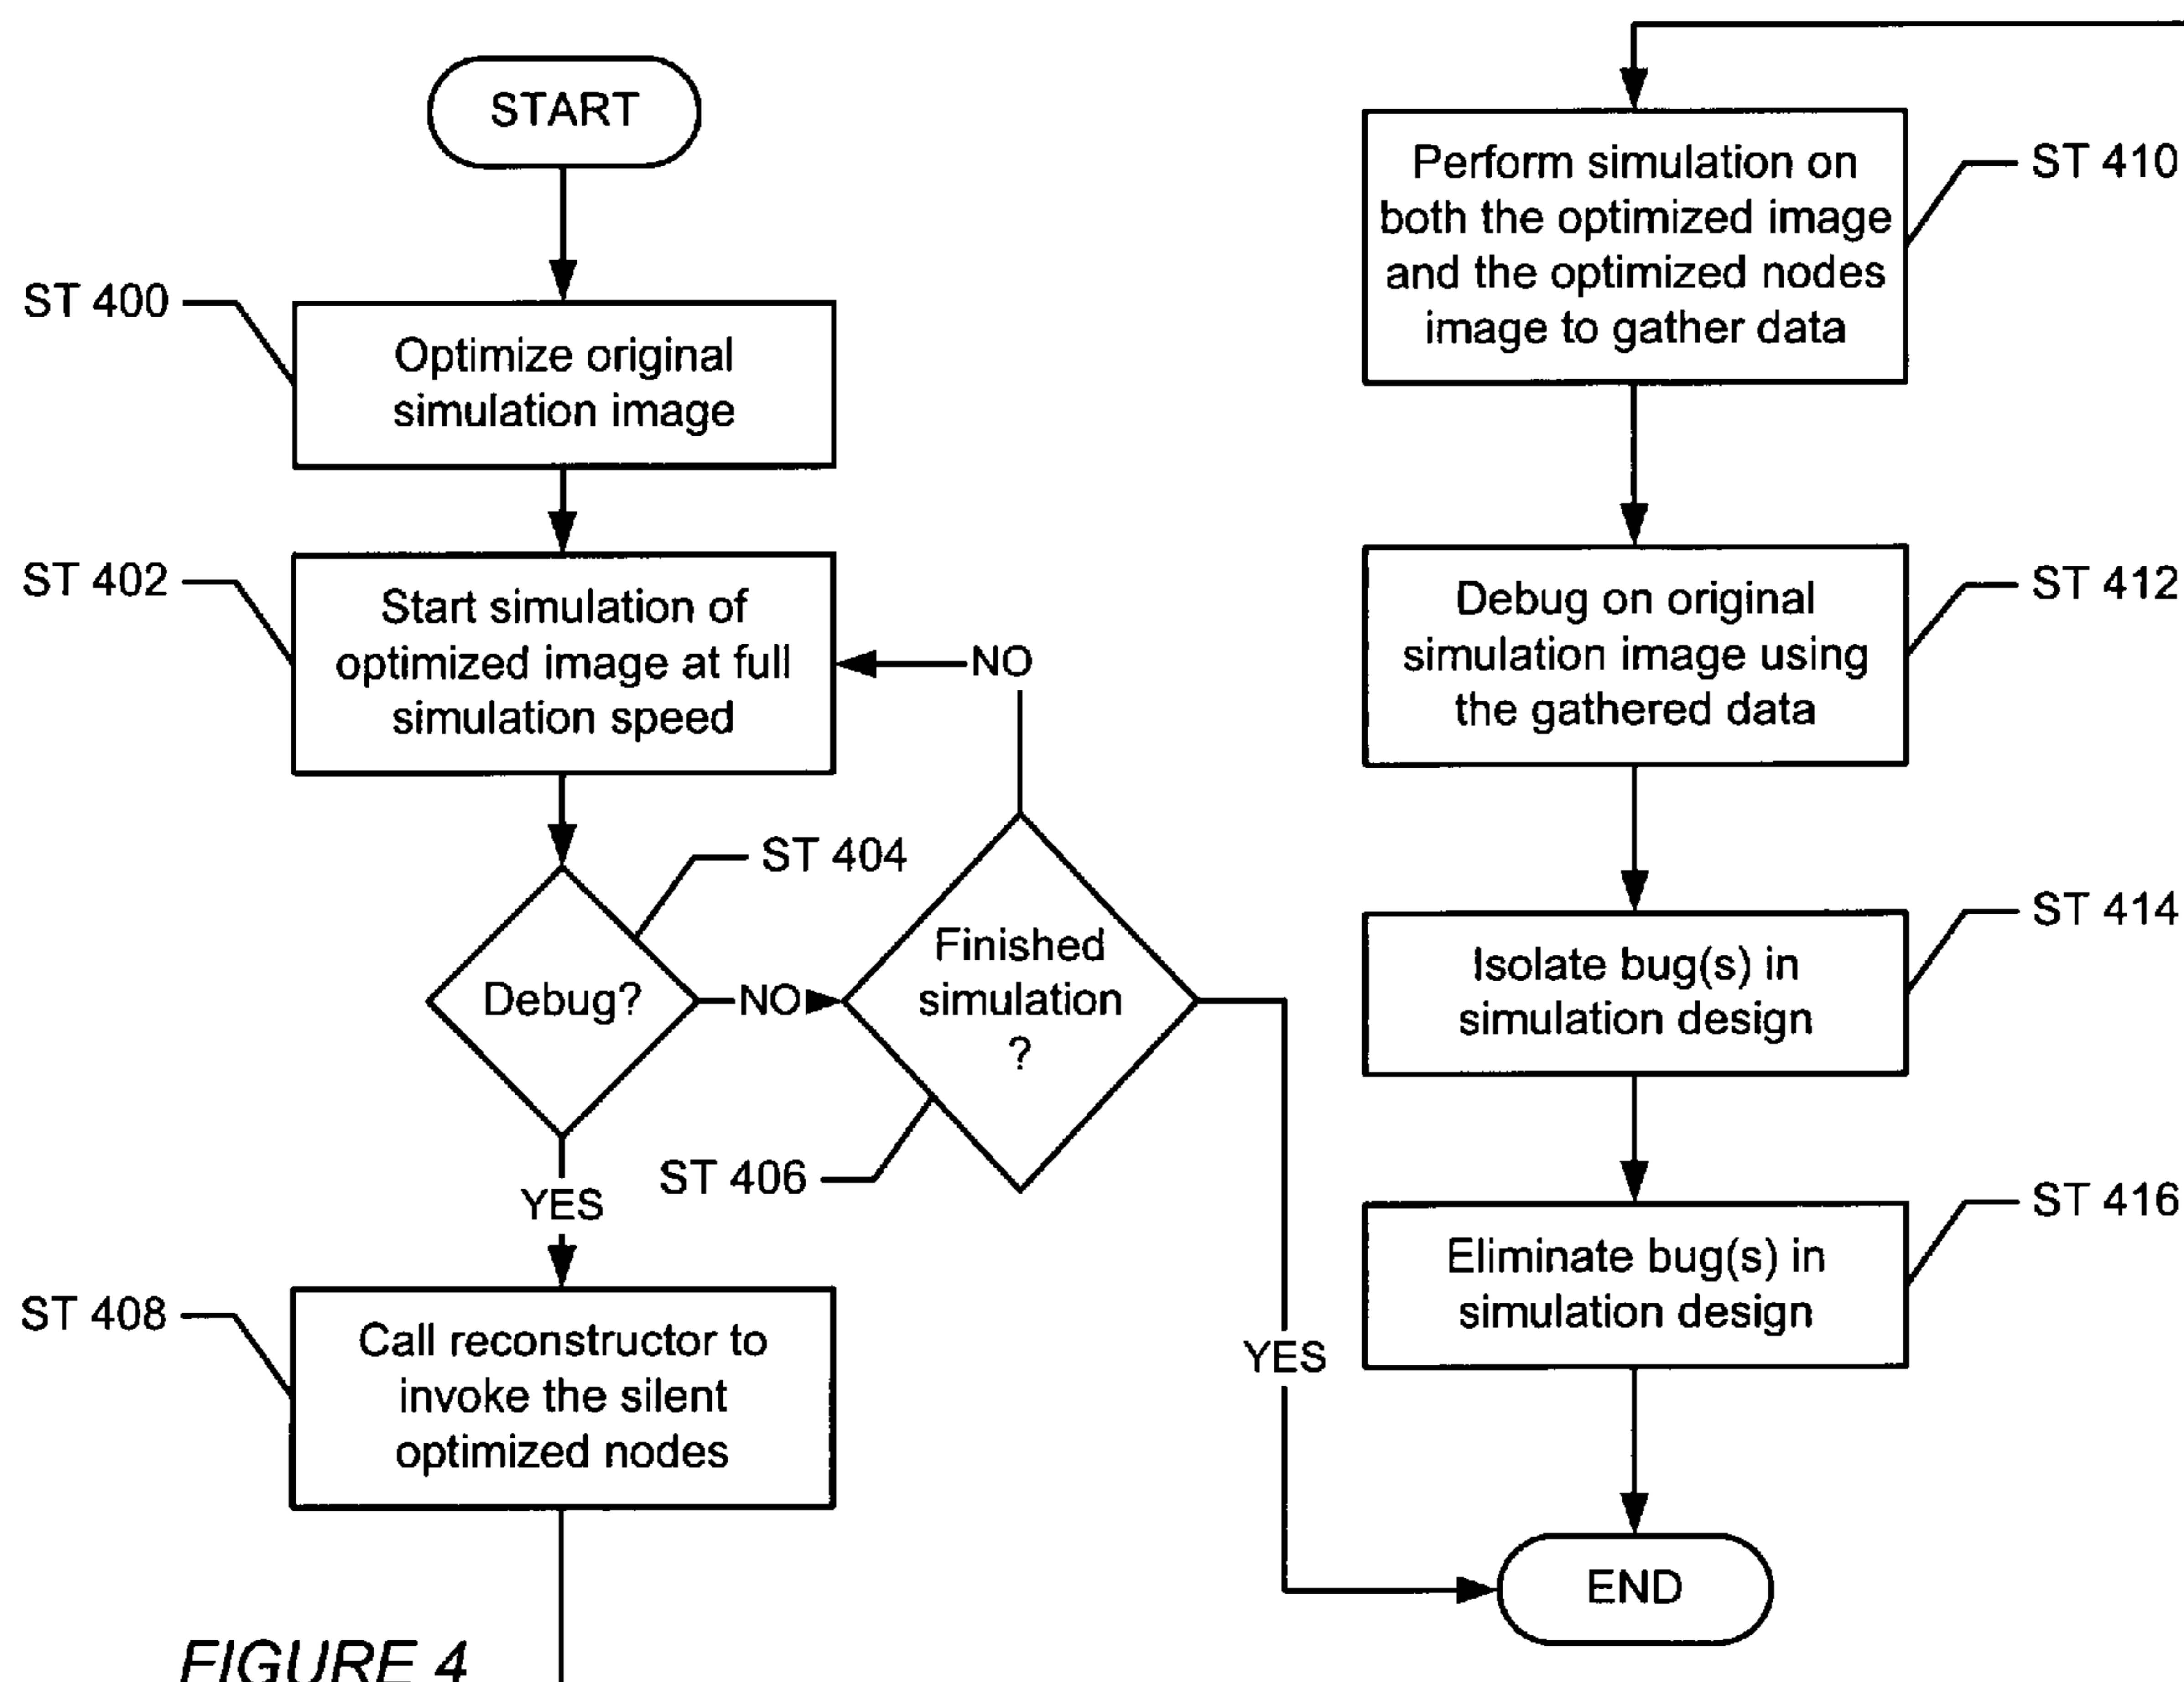 START
ST 400
Optimize original
simulation image
ST 402
Start simulation of
optimized image at full
simulation speed
NO
ST 404
Debug?
NO
Finished
simulation
?
ST 406
YES
YES
ST 408
Call reconstructor to
invoke the silent
optimized nodes
FIGURE 4
Perform simulation on
both the optimized image
and the optimized nodes
image to gather data
ST 410
Debug on original
simulation image using
the gathered data
ST 412
Isolate bug(s) in
simulation design
ST 414
Eliminate bug(s) in
simulation design
ST 416
END